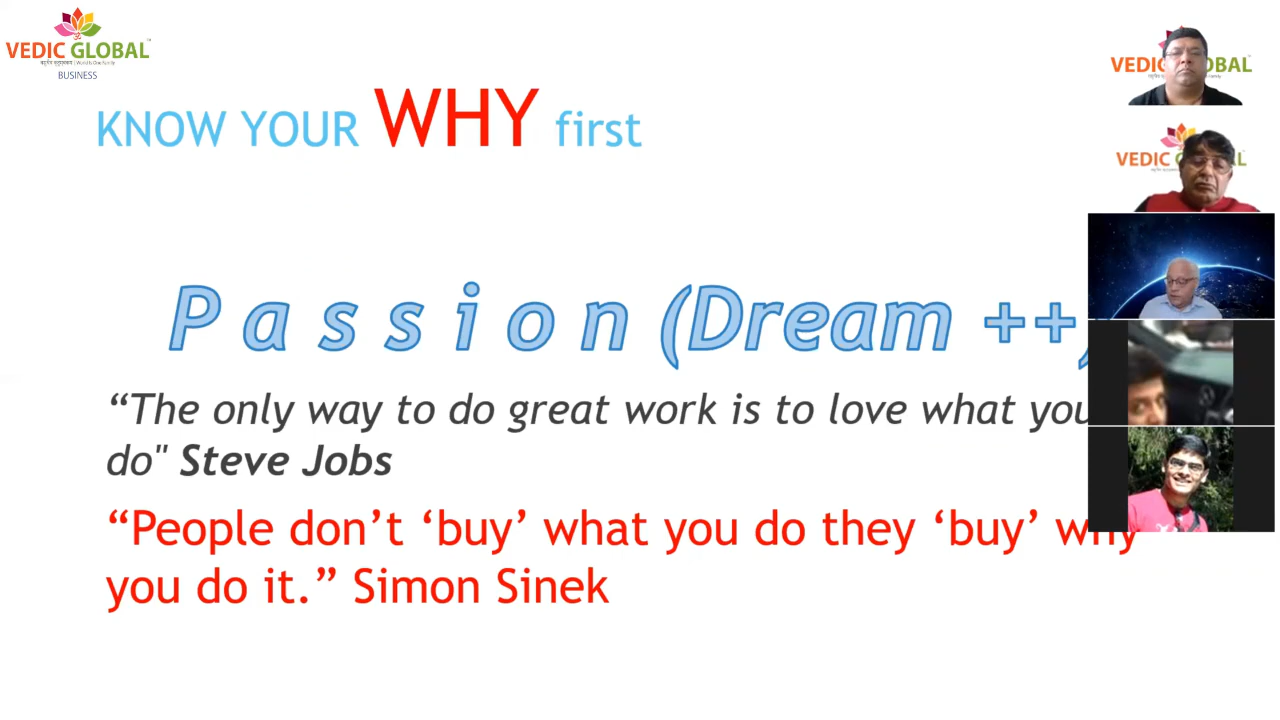 VEDIC GLOBAL
BUSINESS
KNOW YOUR WHY first
P a s s i o n (Dream ++)
“The only way to do great work is to love what you
do" Steve Jobs
“People don’t ‘buy’ what you do they ‘buy’ why
you do it.” Simon Sinek
VEDIC GLOBAL
VEDIC GLOBAL